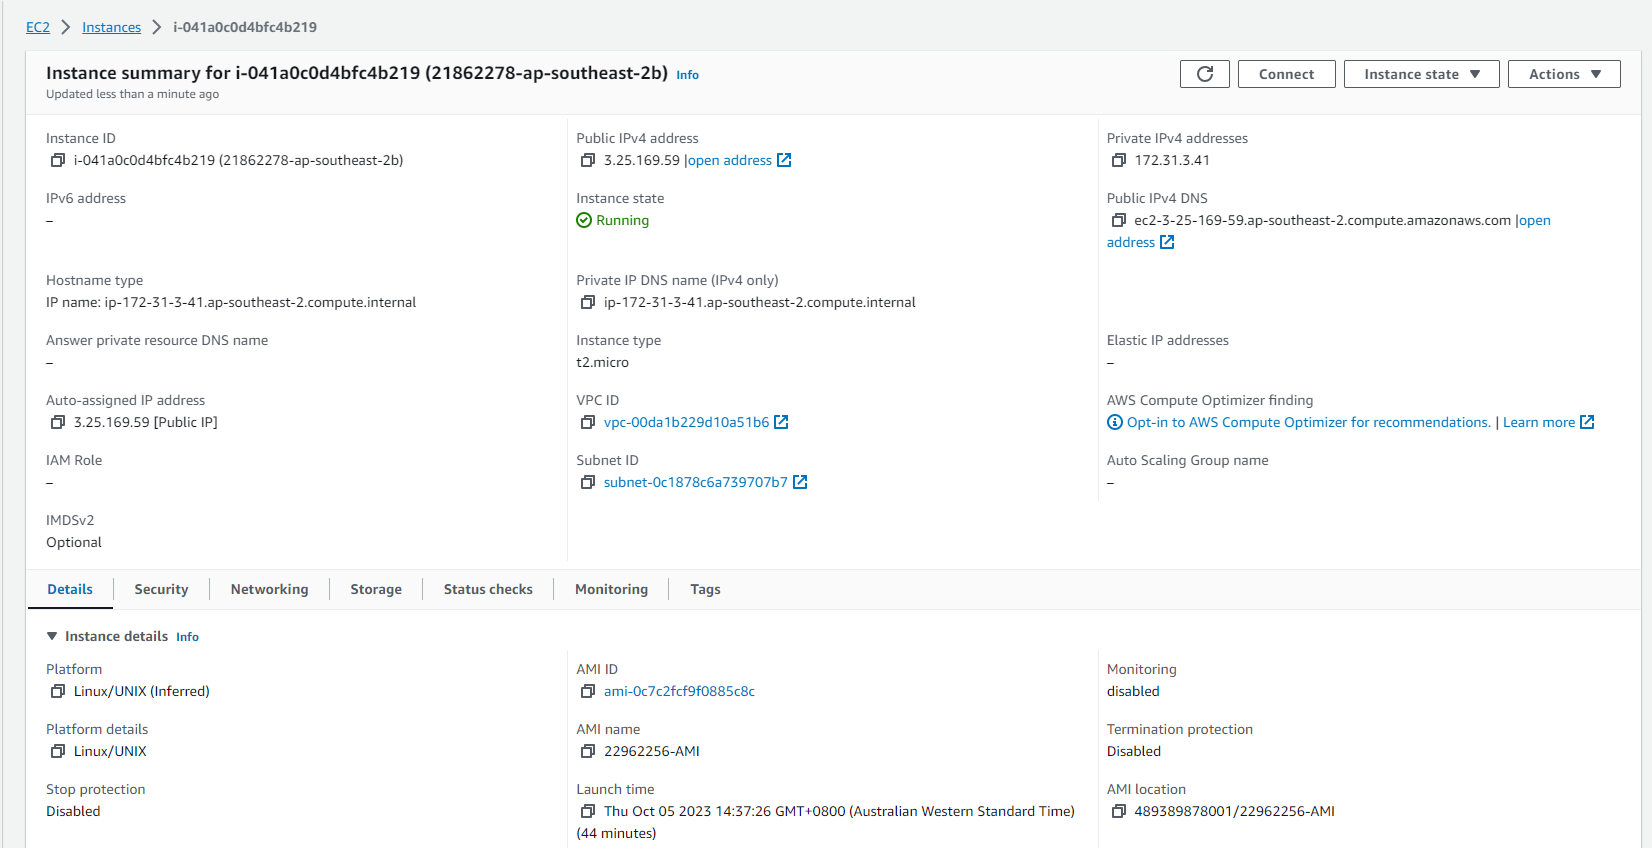 EC2 > Instances > i-041a0c0d4bfc4b219
Instance summary for i-041a0c0d4bfc4b219 (21862278-ap-southeast-2b) Info
Updated less than a minute ago
Connect
Instance state
Actions
Instance ID
i-041a0c0d4bfc4b219 (21862278-ap-southeast-2b)
Public IPv4 address
3.25.169.59 |open address
Private IPv4 addresses
172.31.3.41
IPv6 address
–
Instance state
Running
Public IPv4 DNS
ec2-3-25-169-59.ap-southeast-2.compute.amazonaws.com |open
address
Hostname type
IP name: ip-172-31-3-41.ap-southeast-2.compute.internal
Private IP DNS name (IPv4 only)
ip-172-31-3-41.ap-southeast-2.compute.internal
Answer private resource DNS name
–
Instance type
t2.micro
Elastic IP addresses
–
Auto-assigned IP address
3.25.169.59 [Public IP]
VPC ID
vpc-00da1b229d10a51b6
AWS Compute Optimizer finding
Opt-in to AWS Compute Optimizer for recommendations. | Learn more
IAM Role
–
Subnet ID
subnet-0c1878c6a739707b7
Auto Scaling Group name
–
IMDSv2
Optional
Details
Security
Networking
Storage
Status checks
Monitoring
Tags
Instance details Info
Platform
Linux/UNIX (Inferred)
AMI ID
ami-0c7c2fcf9f0885c8c
Monitoring
disabled
Platform details
Linux/UNIX
AMI name
22962256-AMI
Termination protection
Disabled
Stop protection
Disabled
Launch time
Thu Oct 05 2023 14:37:26 GMT+0800 (Australian Western Standard Time)
(44 minutes)
AMI location
489389878001/22962256-AMI